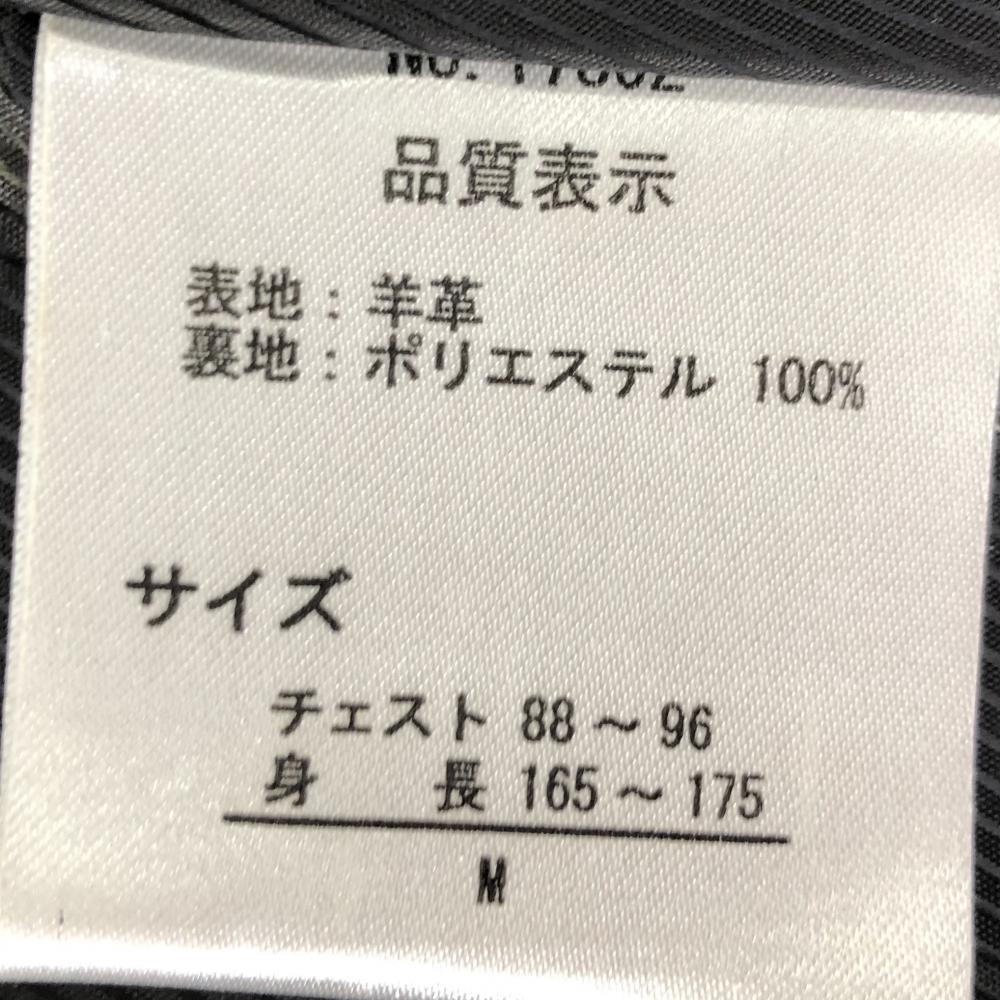 品質表示
表地：羊革
裏地：ポリエステル 100%
サイズ
チェスト 88～96
身 長 165～175
M